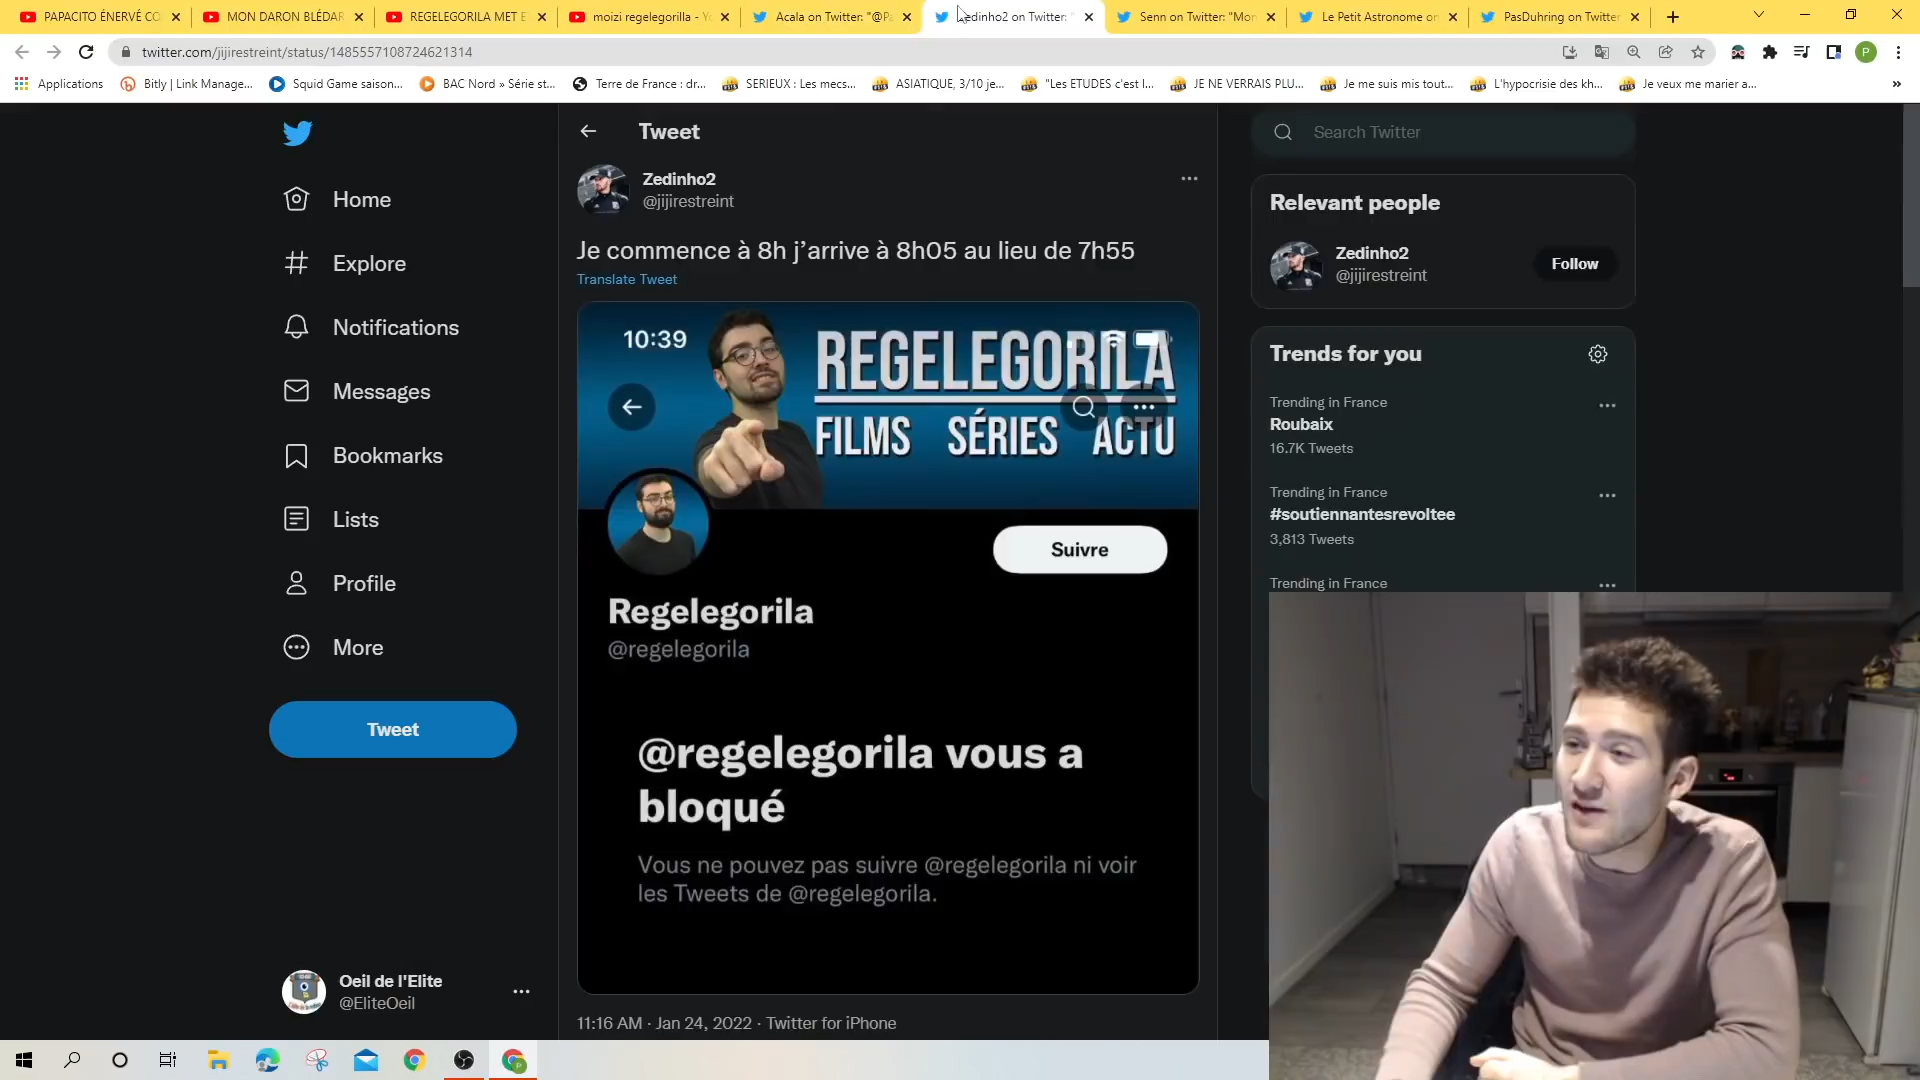 PAPACITO ÉNERVÉ CO
MON DARON BLÉDAR
REGELEGORILA MET E
moizi regelegorilla - Yo
Acala on Twitter: "@Pa
Zedinho2 on Twitter: "
Senn on Twitter: "Mon
Le Petit Astronome on
PasDuhring on Twitter
twitter.com/jijirestreint/status/1485557108724621314
P
Applications
Bitly | Link Manage...
Squid Game saison...
BAC Nord » Série st...
Terre de France : dr...
SERIEUX : Les mecs...
ASIATIQUE, 3/10 je...
"Les ETUDES c'est l...
JE NE VERRAIS PLU...
Je me suis mis tout...
L'hypocrisie des kh...
Je veux me marier a...
»
Home
Explore
Notifications
Messages
Bookmarks
Lists
Profile
More
Tweet
Oeil de l'Elite
@EliteOeil
Tweet
Zedinho2
@jijirestreint
Je commence à 8h j'arrive à 8h05 au lieu de 7h55
Translate Tweet
10:39
REGELEGORILA
FILMS SÉRIES ACTU
Suivre
Regelegorila
@regelegorila
@regelegorila vous a
bloqué
Vous ne pouvez pas suivre @regelegorila ni voir
les Tweets de @regelegorila.
11:16 AM · Jan 24, 2022 · Twitter for iPhone
Search Twitter
Relevant people
Zedinho2
@jijirestreint
Follow
Trends for you
Trending in France
Roubaix
16.7K Tweets
Trending in France
#soutiennantesrevoltee
3,813 Tweets
Trending in France